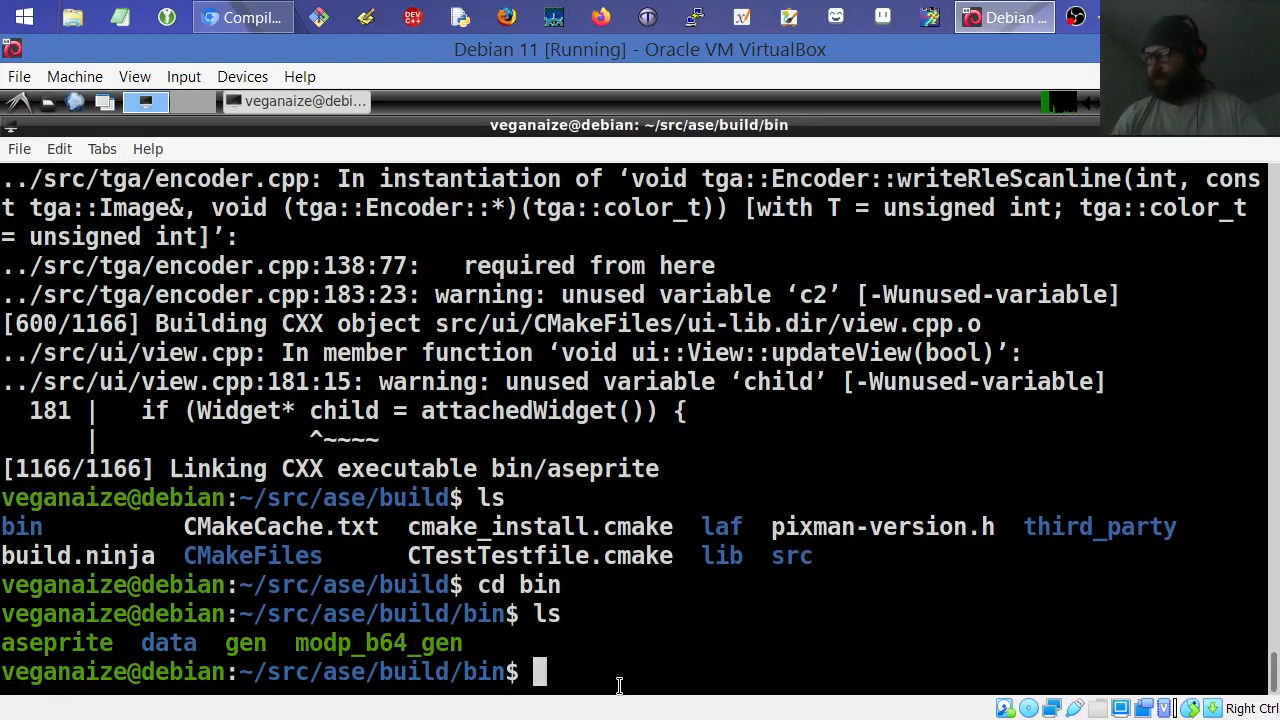 Compil...
DEV C++
Debian ...
Debian 11 [Running] - Oracle VM VirtualBox
File Machine View Input Devices Help
veganaize@debi...
veganaize@debian: ~/src/ase/build/bin
File Edit Tabs Help
../src/tga/encoder.cpp: In instantiation of ‘void tga::Encoder::writeRleScanline(int, cons
t tga::Image&, void (tga::Encoder::*)(tga::color_t)) [with T = unsigned int; tga::color_t
= unsigned int]’:
../src/tga/encoder.cpp:138:77:   required from here
../src/tga/encoder.cpp:183:23: warning: unused variable ‘c2’ [-Wunused-variable]
[600/1166] Building CXX object src/ui/CMakeFiles/ui-lib.dir/view.cpp.o
../src/ui/view.cpp: In member function ‘void ui::View::updateView(bool)’:
../src/ui/view.cpp:181:15: warning: unused variable ‘child’ [-Wunused-variable]
  181 |   if (Widget* child = attachedWidget()) {
      |               ^~~~~
[1166/1166] Linking CXX executable bin/aseprite
veganaize@debian:~/src/ase/build$ ls
bin          CMakeCache.txt  cmake_install.cmake  laf  pixman-version.h  third_party
build.ninja  CMakeFiles      CTestTestfile.cmake  lib  src
veganaize@debian:~/src/ase/build$ cd bin
veganaize@debian:~/src/ase/build/bin$ ls
aseprite  data  gen  modp_b64_gen
veganaize@debian:~/src/ase/build/bin$
Right Ctrl